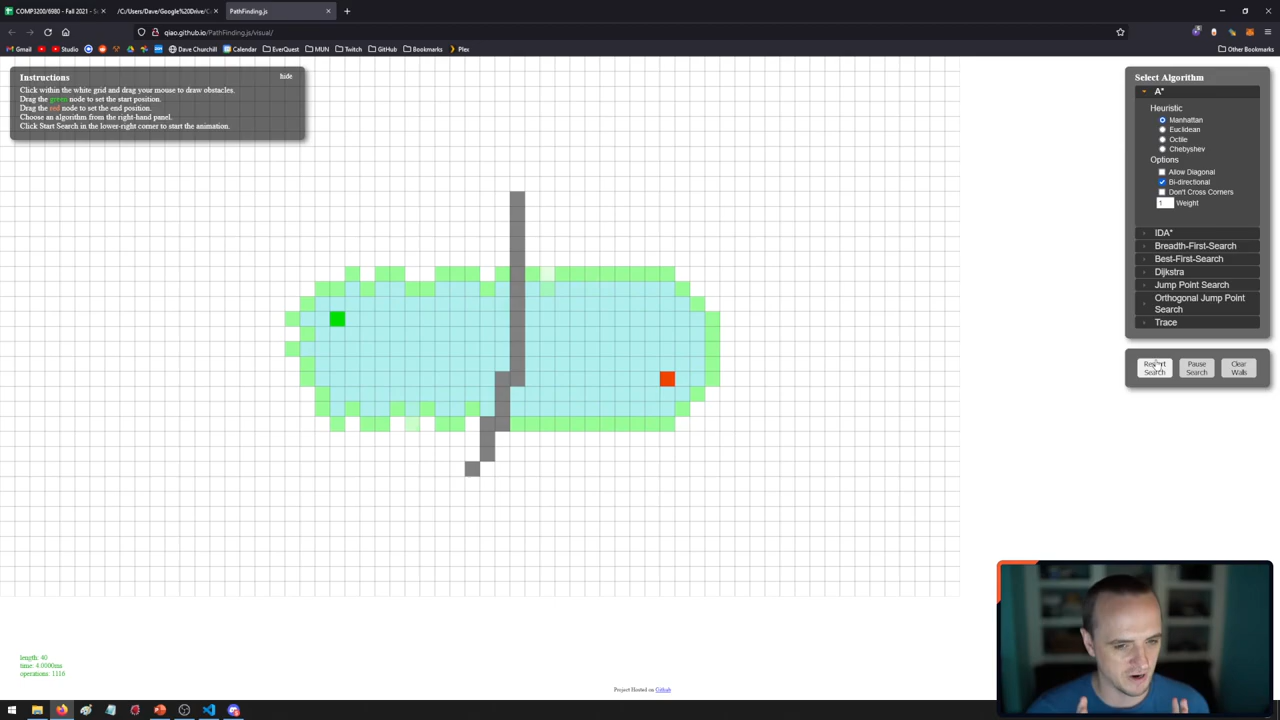 COMP3200/6980 - Fall 2021 - S
/C:/Users/Dave/Google%20Drive/Co
PathFinding.js
qiao.github.io/PathFinding.js/visual/
Gmail
Studio
Dave Churchill
Calendar
EverQuest
MUN
Twitch
GitHub
Bookmarks
Plex
Other Bookmarks
Instructions
hide
Click within the white grid and drag your mouse to draw obstacles.
Drag the green node to set the start position.
Drag the red node to set the end position.
Choose an algorithm from the right-hand panel.
Click Start Search in the lower-right corner to start the animation.
Select Algorithm
A*
Heuristic
Manhattan
Euclidean
Octile
Chebyshev
Options
Allow Diagonal
Bi-directional
Don't Cross Corners
1 Weight
IDA*
Breadth-First-Search
Best-First-Search
Dijkstra
Jump Point Search
Orthogonal Jump Point
Search
Trace
Restart
Search
Pause
Search
Clear
Walls
length: 40
time: 4.0000ms
operations: 1116
Project Hosted on Github